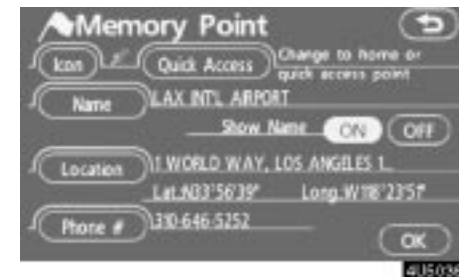 Memory Point
Icon Quick Access Change to home or
quick access point
Name LAX INT'L AIRPORT
Show Name ON OFF
Location 1 WORLD WAY, LOS ANGELES 1...
Lat.:N33°56'39" Long:W118°23'51"
Phone # 310-646-5252
OK
4U5036